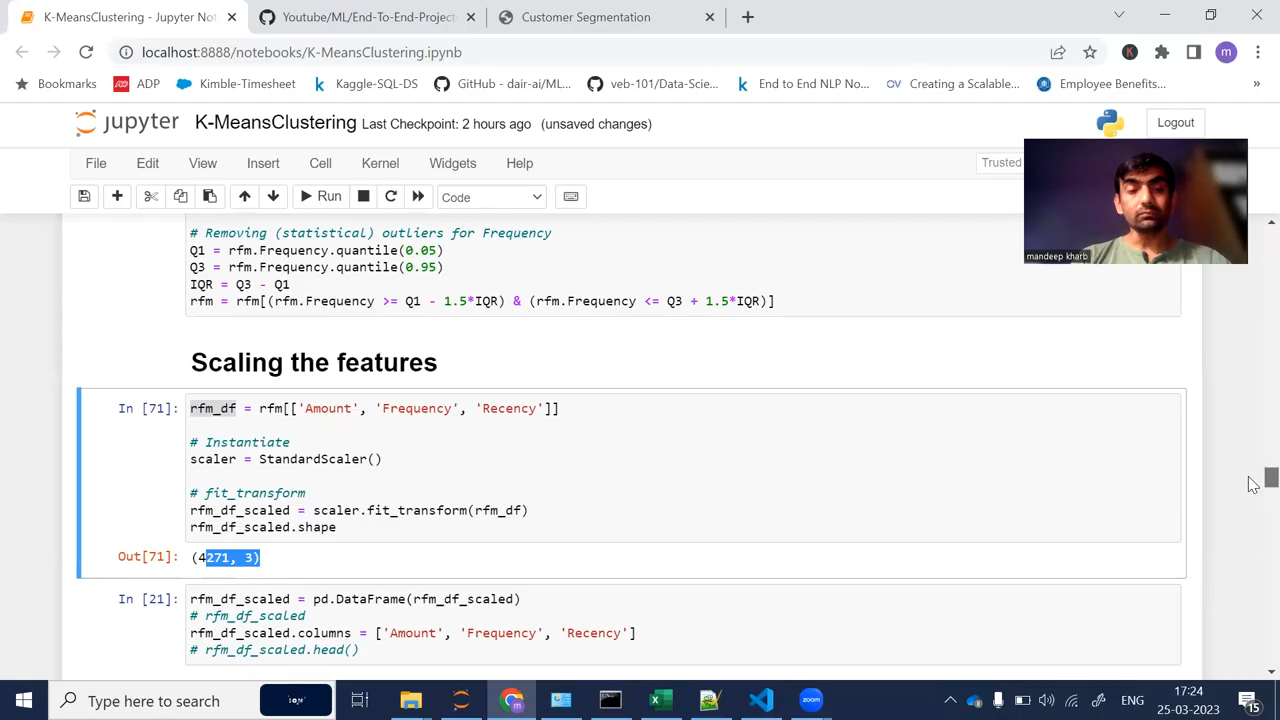 K-MeansClustering - Jupyter Not
Youtube/ML/End-To-End-Project
Customer Segmentation
localhost:8888/notebooks/K-MeansClustering.ipynb
m
Bookmarks
ADP
Kimble-Timesheet
Kaggle-SQL-DS
GitHub - dair-ai/ML...
veb-101/Data-Scie...
End to End NLP No...
Creating a Scalable...
Employee Benefits...
»
jupyter
K-MeansClustering Last Checkpoint: 2 hours ago (unsaved changes)
Logout
File Edit View Insert Cell Kernel Widgets Help
Trusted
Run
Code
mandeep kharb
# Removing (statistical) outliers for Frequency
Q1 = rfm.Frequency.quantile(0.05)
Q3 = rfm.Frequency.quantile(0.95)
IQR = Q3 - Q1
rfm = rfm[(rfm.Frequency >= Q1 - 1.5*IQR) & (rfm.Frequency <= Q3 + 1.5*IQR)]
Scaling the features
In [71]: rfm_df = rfm[['Amount', 'Frequency', 'Recency']]
# Instantiate
scaler = StandardScaler()
# fit_transform
rfm_df_scaled = scaler.fit_transform(rfm_df)
rfm_df_scaled.shape
Out[71]: (4271, 3)
In [21]: rfm_df_scaled = pd.DataFrame(rfm_df_scaled)
# rfm_df_scaled
rfm_df_scaled.columns = ['Amount', 'Frequency', 'Recency']
# rfm_df_scaled.head()
Type here to search
zoom
ENG
17:24
25-03-2023
15